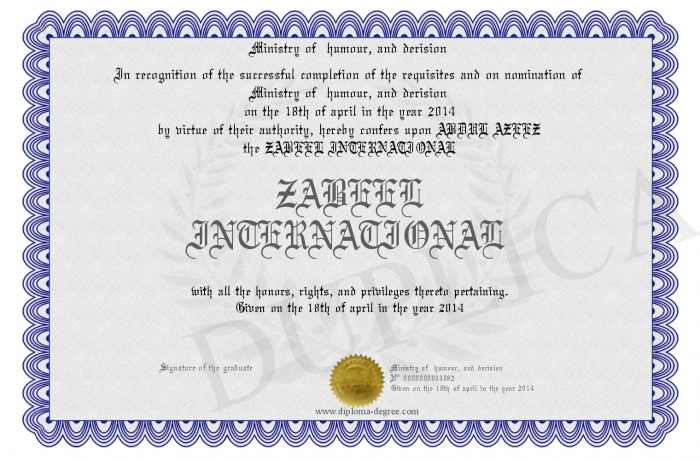 Ministry of humour, and derision
In recognition of the successful completion of the requisites and on nomination of
Ministry of humour, and derision
on the 18th of april in the year 2014
by virtue of their authority, hereby confers upon ABDUL AZEEZ
the ZABEEL INTERNATIONAL
ZABEEL
INTERNATIONAL
with all the honors, rights, and privileges thereto pertaining.
Given on the 18th of april in the year 2014
DUPLICA
Signature of the graduate
Ministry of humour, and derision
Given on the 18th of april in the year 2014
www.diploma-degree.com